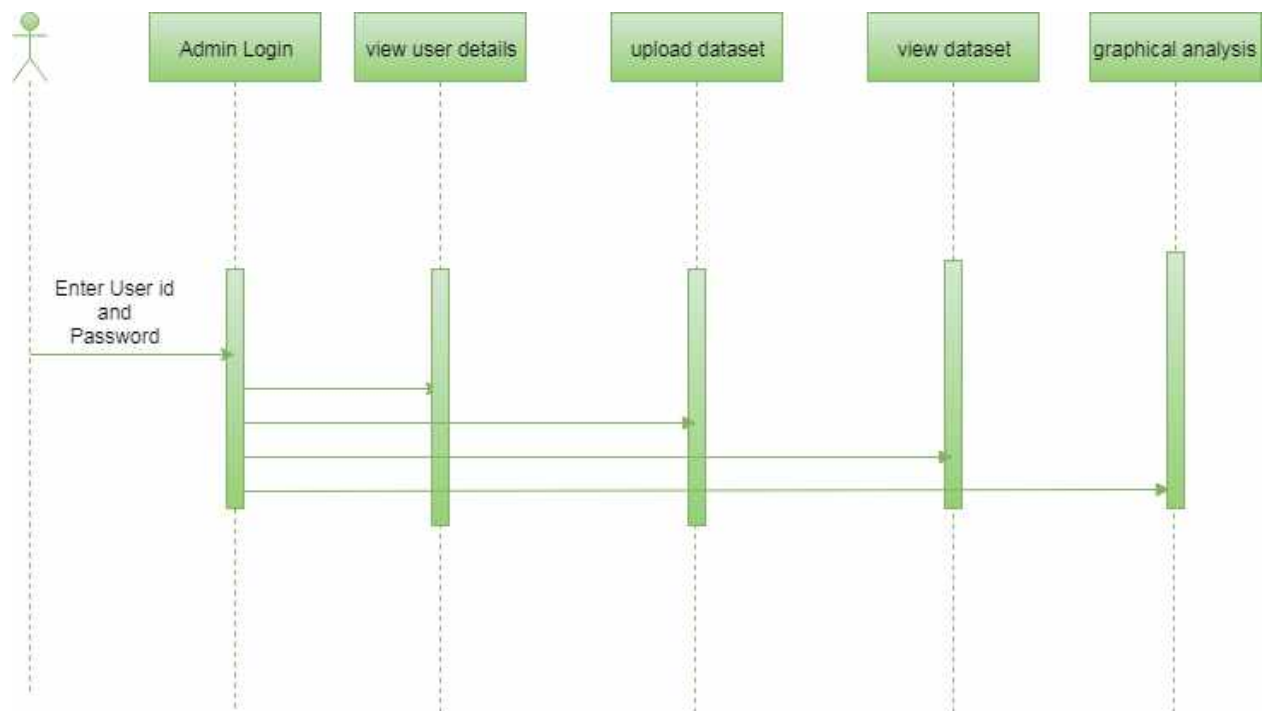 Admin Login
view user details
upload dataset
view dataset
graphical analysis
Enter User id
and
Password